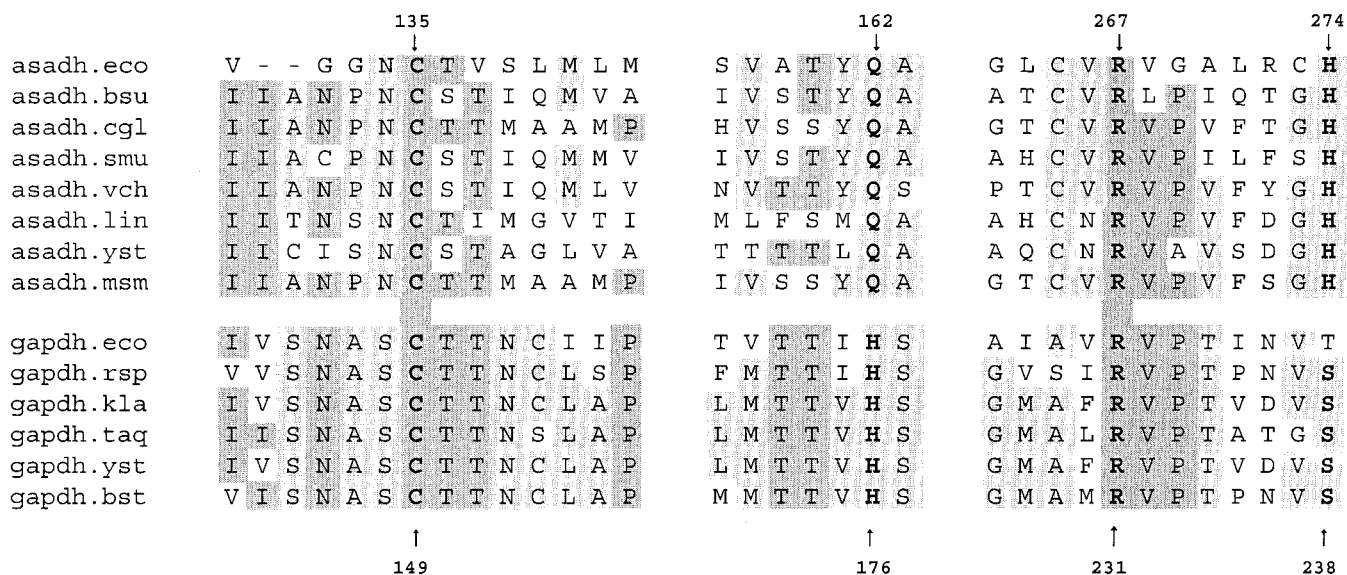 135 162 267 274
asadh.eco V - - G G N C T V S L M L M S V A T Y Q A G L C V R V G A L R C H
asadh.bsu I I A N P N C S T I Q M V A I V S T Y Q A A T C V R L P I Q T G H
asadh.cgl I I A N P N C T T M A A M P H V S S Y Q A G T C V R V P V F T G H
asadh.smu I I A C P N C S T I Q M M V I V S T Y Q A A H C V R V P I L F S H
asadh.vch I I A N P N C S T I Q M L V N V T T Y Q S P T C V R V P V F Y G H
asadh.lin I I T N S N C T I M G V T I M L F S M Q A A H C N R V P V F D G H
asadh.yst I I C I S N C S T A G L V A T T T T L Q A A Q C N R V A V S D G H
asadh.msm I I A N P N C T T M A A M P I V S S Y Q A G T C V R V P V F S G H
gapdh.eco I V S N A S C T T N C I I P T V T T I H S A I A V R V P T I N V T
gapdh.rsp V V S N A S C T T N C L S P F M T T I H S G V S I R V P T P N V S
gapdh.kla I V S N A S C T T N C L A P L M T T V H S G M A F R V P T V D V S
gapdh.taq I I S N A S C T T N S L A P L M T T V H S G M A L R V P T A T G S
gapdh.yst I V S N A S C T T N C L A P L M T T V H S G M A F R V P T V D V S
gapdh.bst V I S N A S C T T N C L A P M M T T V H S G M A M R V P T P N V S
149 176 231 238